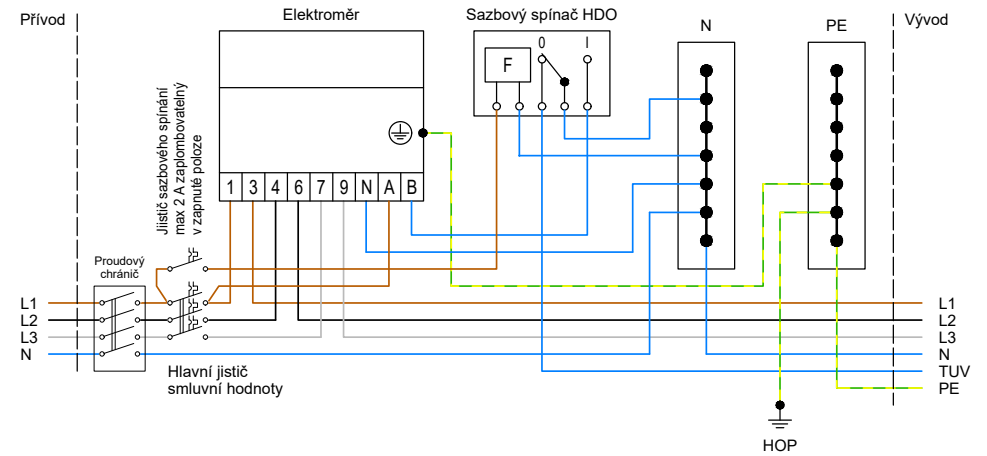 Přívod
Elektroměr
Sazbový spínač HDO
N
PE
Vývod
F
0
I
Jiistič sazbového spínání
max 2 A zaplombovatelný
v zapnuté poloze
1 3 4 6 7 9 N A B
Proudový
chránič
L1
L2
L3
N
Hlavní jistič
smluvní hodnoty
L1
L2
L3
N
TUV
PE
HOP